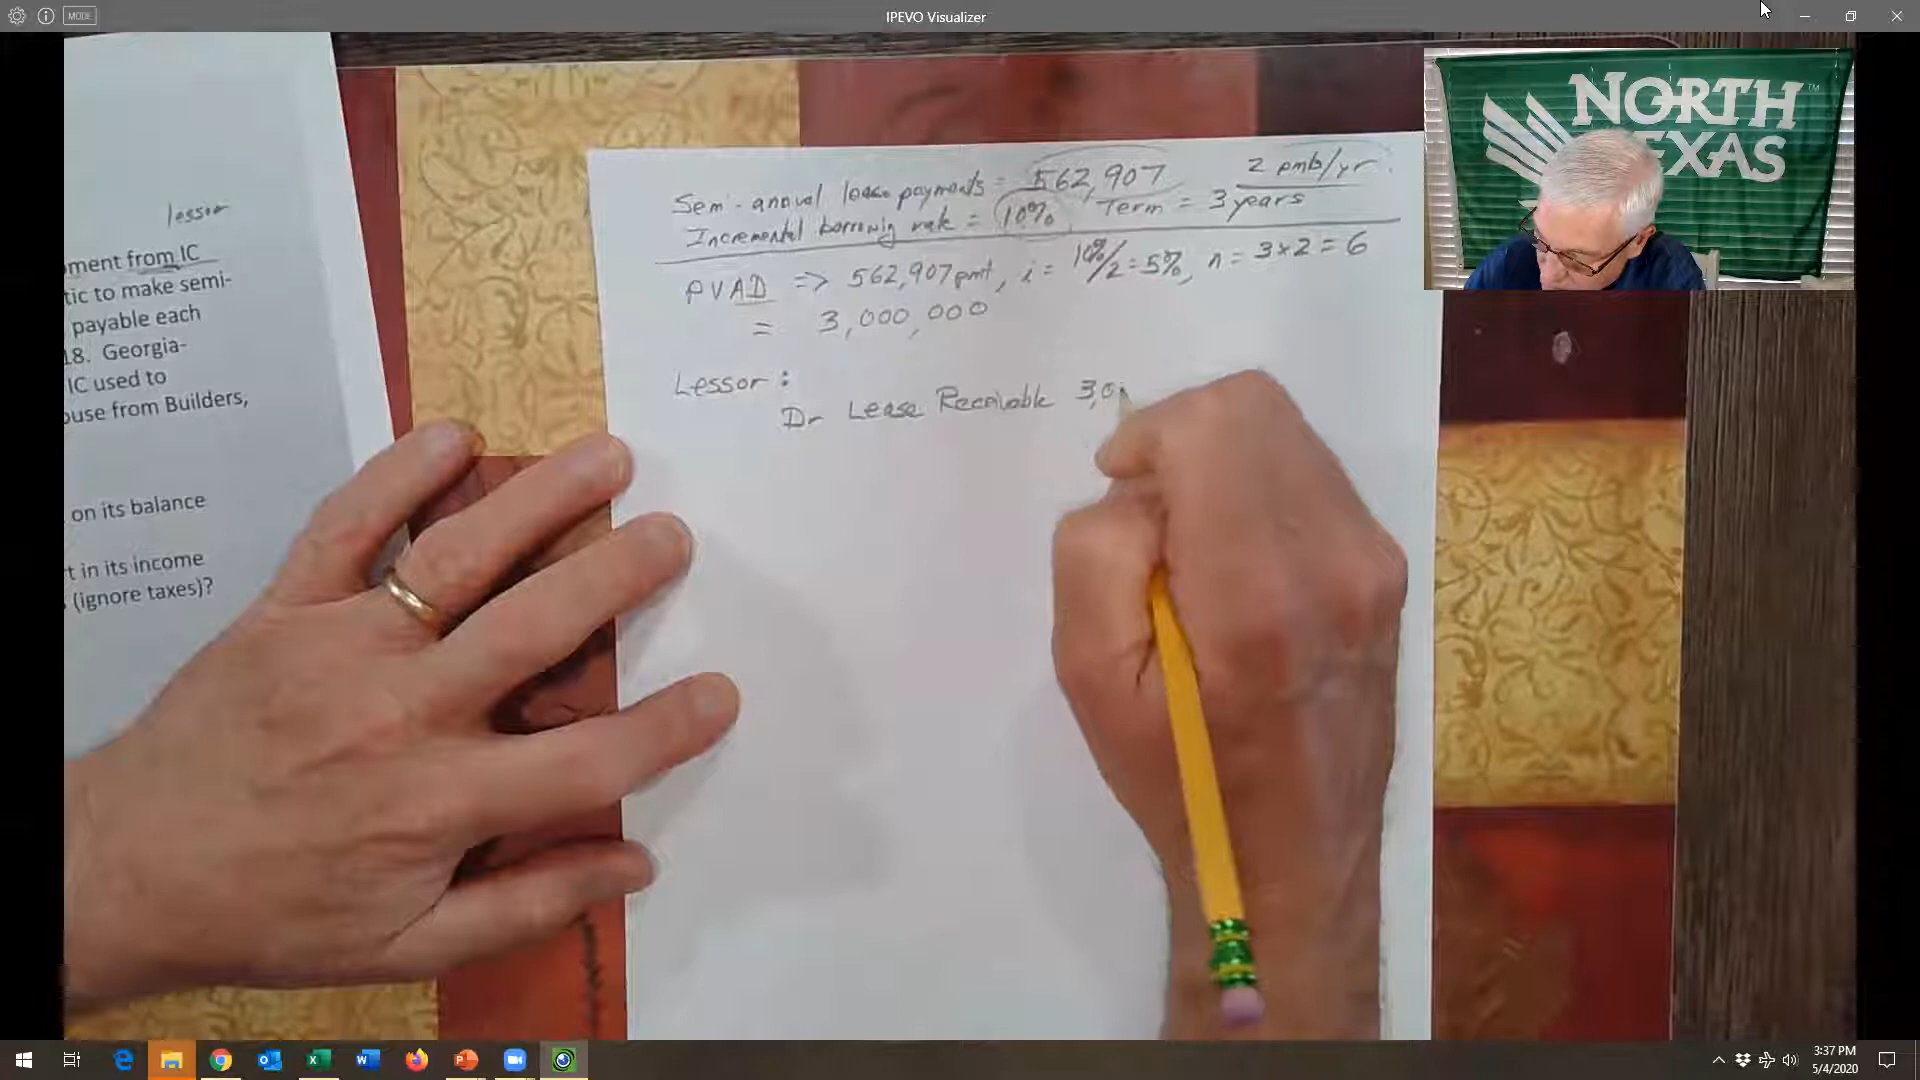 MODE
IPEVO Visualizer
NORTH
TEXAS
lessor
ment from IC
tic to make semi-
payable each
18. Georgia-
IC used to
ouse from Builders,
on its balance
t in its income
(ignore taxes)?
Semi-annual lease payments = 562,907 2 pmts/yr.
Incremental borrowing rate = 10% Term = 3 years
PVAD => 562,907 pmt, i = 10%/2 = 5%, n = 3×2 = 6
= 3,000,000
Lessor:
Dr Lease Receivable 3,0
3:37 PM
5/4/2020